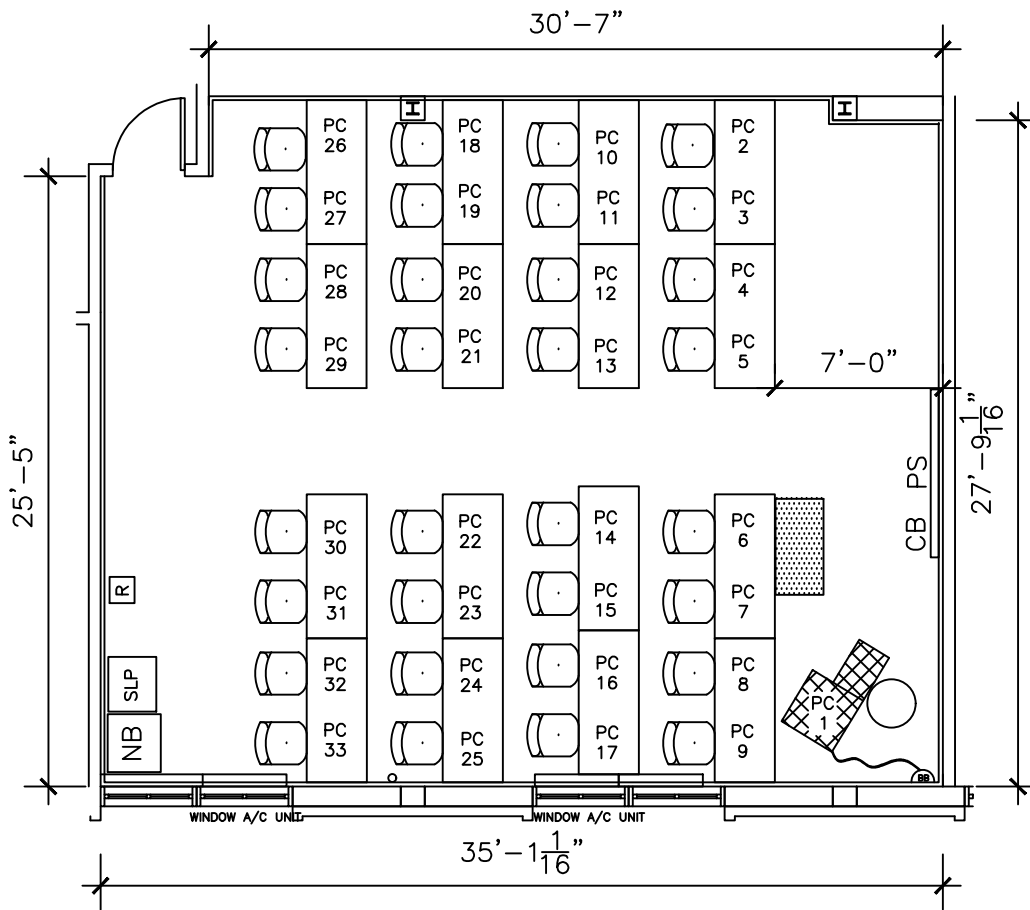 30'-7"
H
H
PC
26
PC
18
PC
10
PC
2
PC
27
PC
19
PC
11
PC
3
PC
28
PC
20
PC
12
PC
4
PC
29
PC
21
PC
13
PC
5
7'-0"
25'-5"
27'-9 1/16"
CB PS
PC
30
PC
22
PC
14
PC
6
PC
31
PC
23
PC
15
PC
7
R
PC
32
PC
24
PC
16
PC
8
SLP
PC
1
NB
PC
33
PC
25
PC
17
PC
9
BB
WINDOW A/C UNIT
WINDOW A/C UNIT
35'-1 1/16"